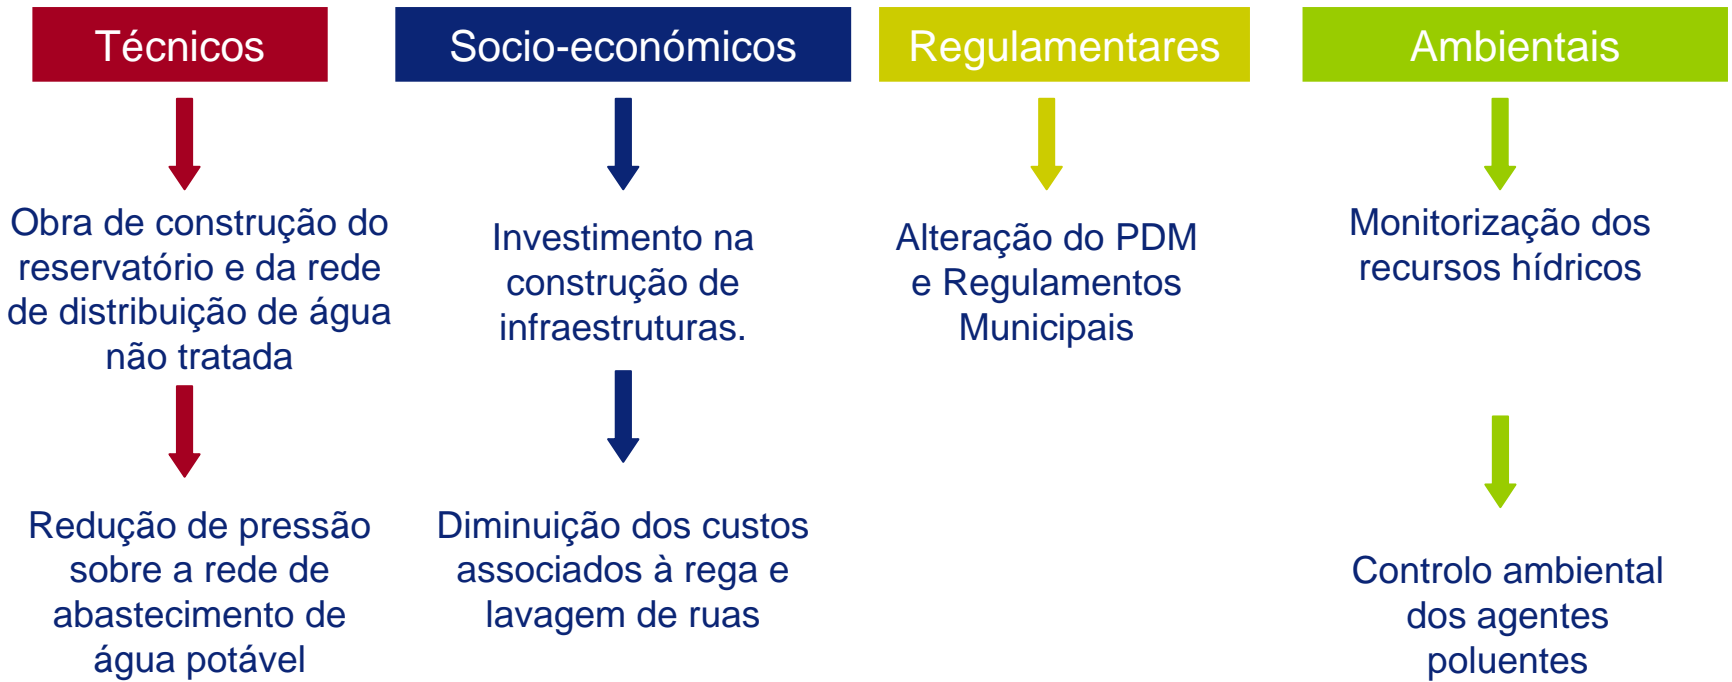 Técnicos
Obra de construção do
reservatório e da rede
de distribuição de água
não tratada
Redução de pressão
sobre a rede de
abastecimento de
água potável
Socio-económicos
Investimento na
construção de
infraestruturas.
Diminuição dos custos
associados à rega e
lavagem de ruas
Regulamentares
Alteração do PDM
e Regulamentos
Municipais
Ambientais
Monitorização dos
recursos hídricos
Controlo ambiental
dos agentes
poluentes